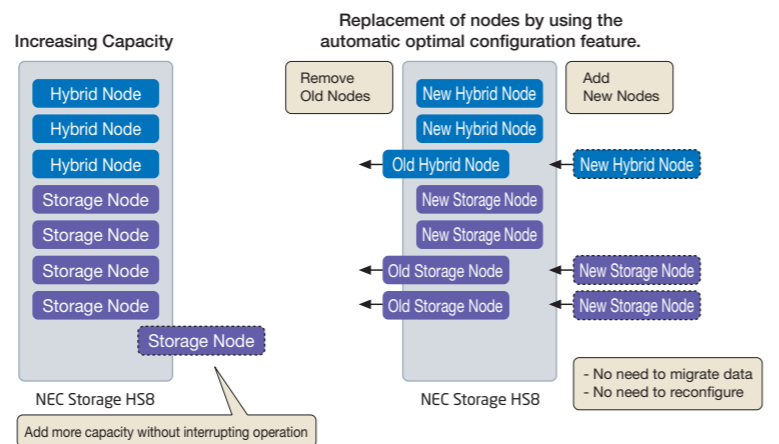 Increasing Capacity
Hybrid Node
Hybrid Node
Hybrid Node
Storage Node
Storage Node
Storage Node
Storage Node
Storage Node
NEC Storage HS8
Add more capacity without interrupting operation
Replacement of nodes by using the
automatic optimal configuration feature.
Remove
Old Nodes
Add
New Nodes
New Hybrid Node
New Hybrid Node
Old Hybrid Node
New Hybrid Node
New Storage Node
New Storage Node
Old Storage Node
New Storage Node
Old Storage Node
New Storage Node
NEC Storage HS8
- No need to migrate data
- No need to reconfigure